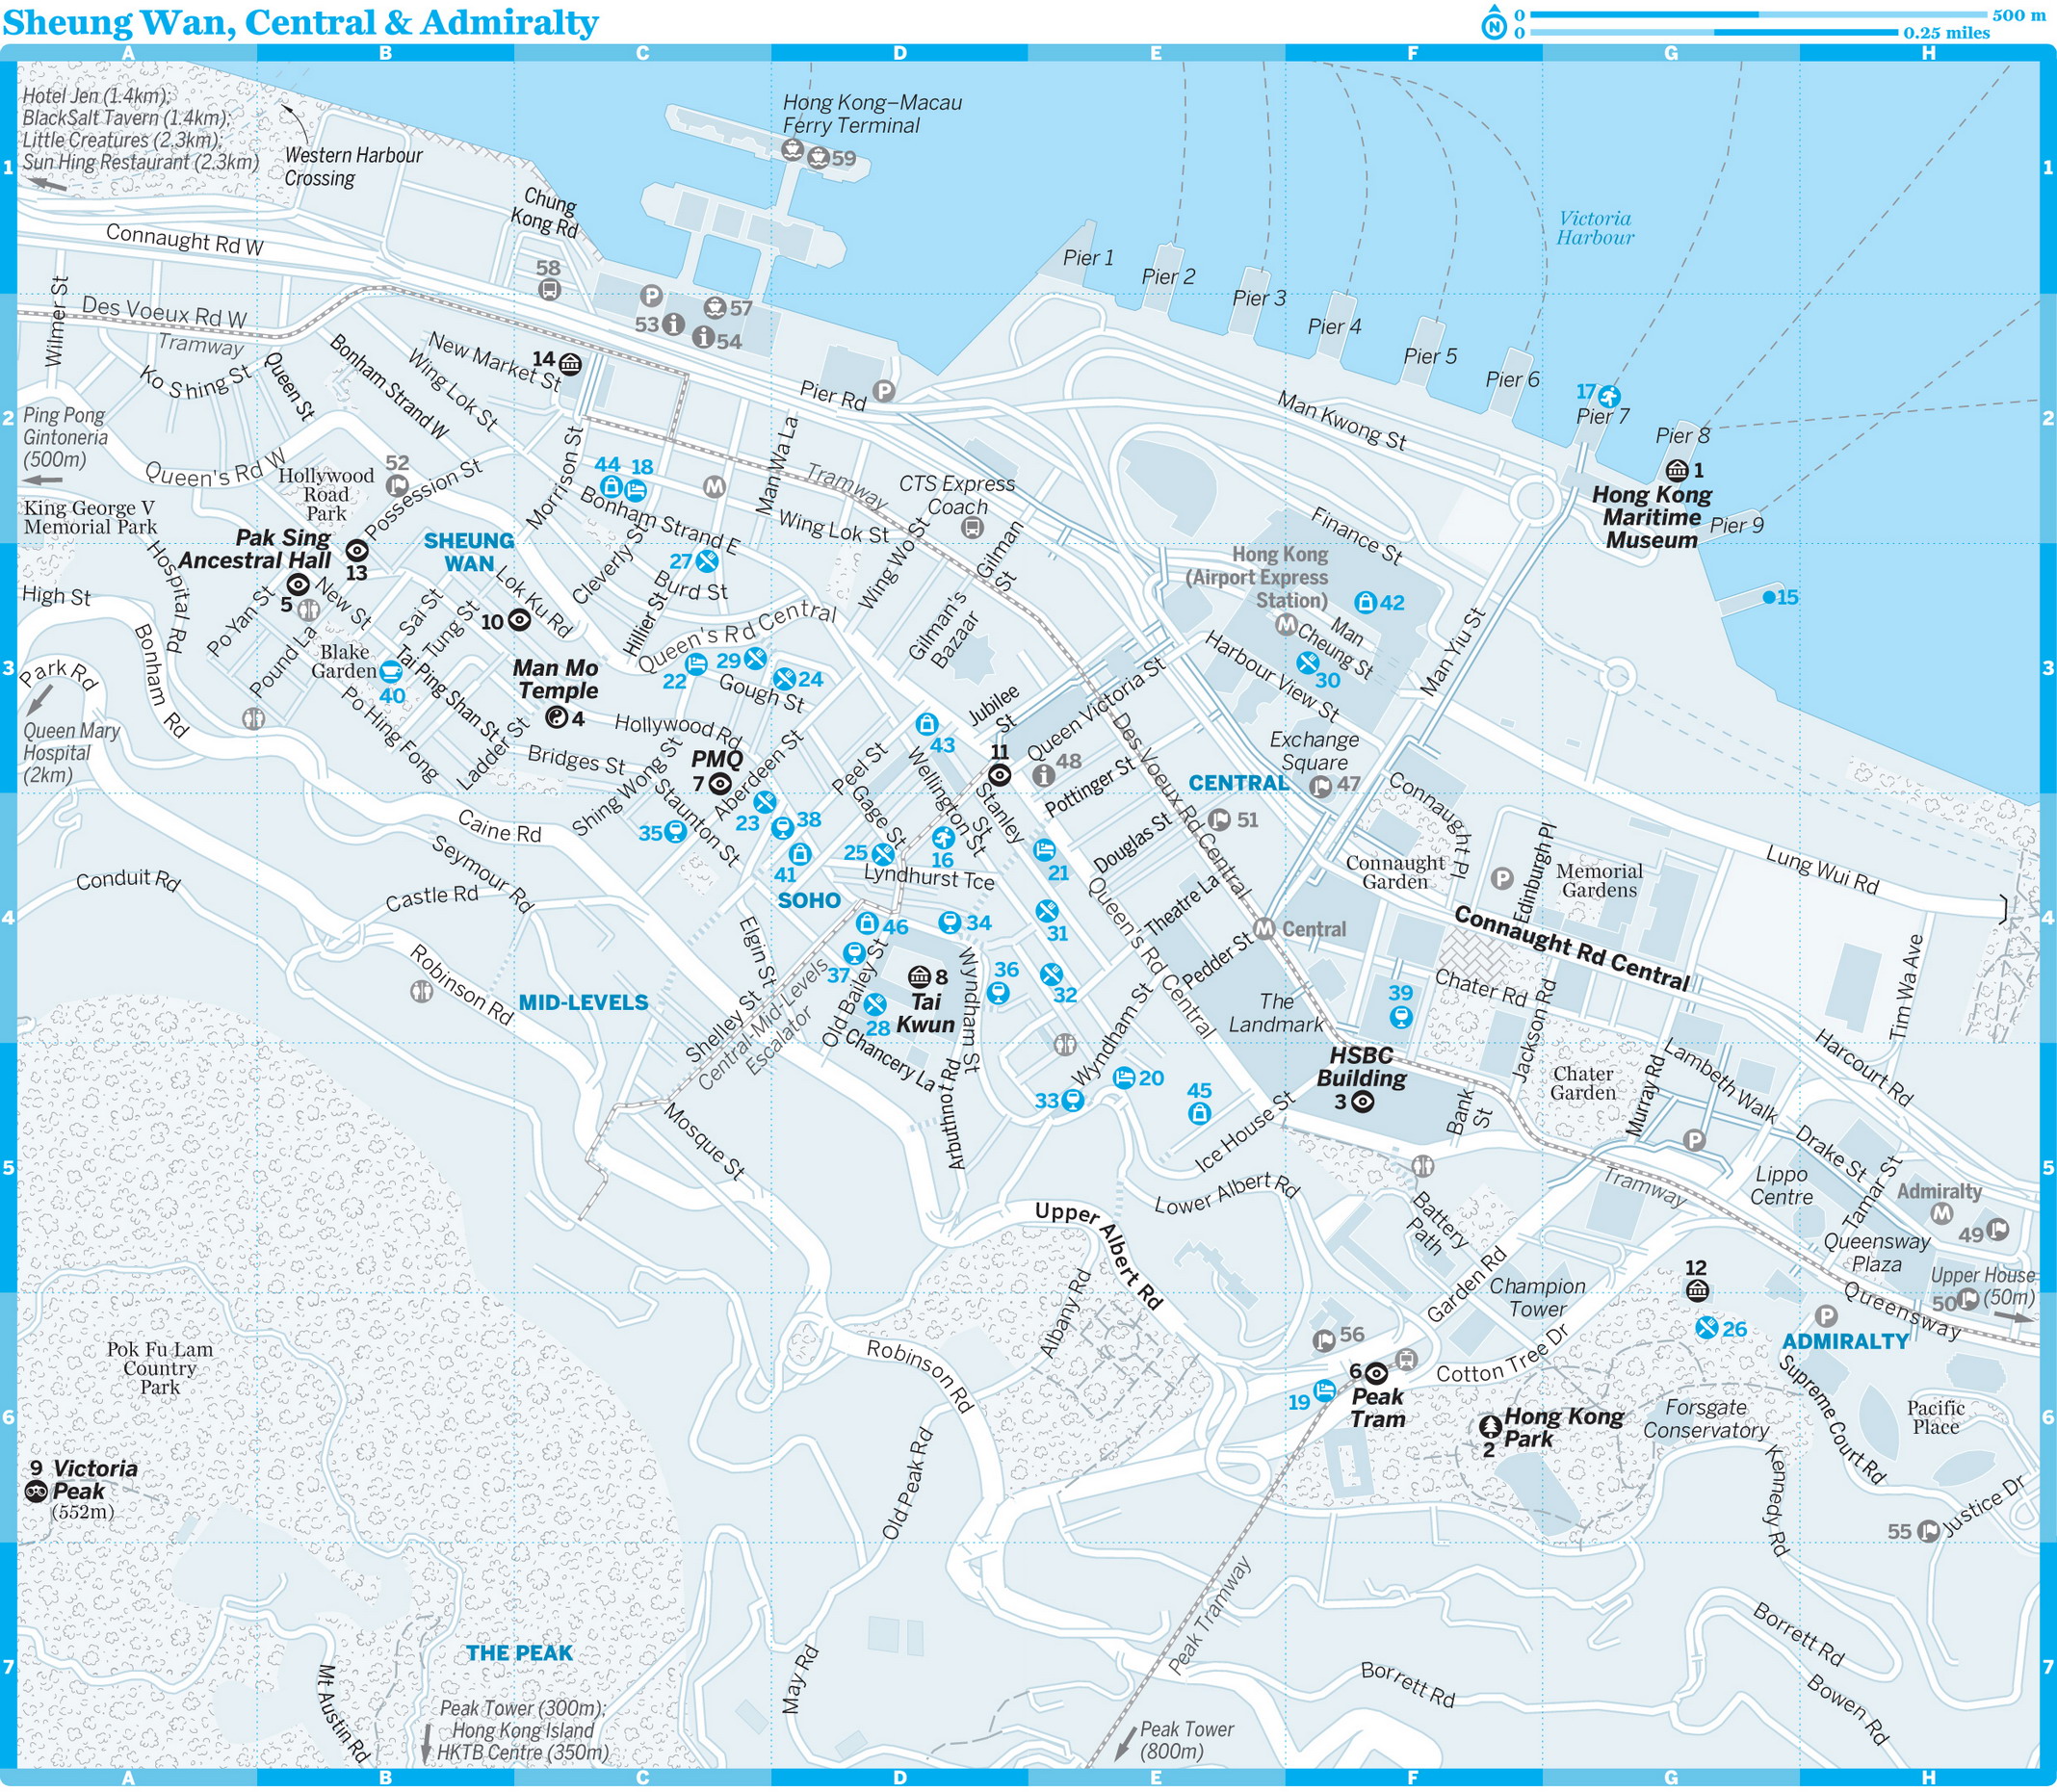 Sheung Wan, Central & Admiralty
N
0
500 m
0
0.25 miles
A
B
C
D
E
F
G
H
1
1
Hotel Jen (1.4km);
BlackSalt Tavern (1.4km);
Little Creatures (2.3km);
Sun Hing Restaurant (2.3km)
Western Harbour
Crossing
Hong Kong–Macau
Ferry Terminal
59
Chung
Kong Rd
Victoria
Harbour
Connaught Rd W
58
Pier 1
Pier 2
Pier 3
Pier 4
Pier 5
Pier 6
Pier 7
Pier 8
Pier 9
P
57
53
54
Wilmer St
Des Voeux Rd W
Tramway
Ko Shing St
Queen St
Bonham Strand W
Wing Lok St
New Market St
14
Pier Rd
P
Man Kwong St
17
2
2
Ping Pong
Gintoneria
(500m)
Queen's Rd W
Hollywood
Road
Park
52
Possession St
Morrison St
44
18
Bonham Strand E
M
Man Wa La
Tramway
CTS Express
Coach
Wing Lok St
Wing Wo St
Gilman
St
Finance St
1
Hong Kong
Maritime
Museum
King George V
Memorial Park
Pak Sing
Ancestral Hall
5
13
SHEUNG
WAN
Hospital Rd
High St
Po Yan St
New St
Pound La
Sai St
Tung St
Lok Ku Rd
10
Cleverly St
Hillier St
27
Burd St
Queen's Rd Central
Gilman's
Bazaar
Hong Kong
(Airport Express
Station)
M
42
Man
Cheung St
30
Harbour View St
Man Yiu St
15
3
3
Park Rd
Bonham Rd
Queen Mary
Hospital
(2km)
Blake
Garden
40
Tai Ping Shan St
Po Hing Fong
Ladder St
Man Mo
Temple
4
22
29
24
Gough St
Hollywood Rd
Bridges St
Shing Wong St
PMQ
7
Aberdeen St
Staunton St
Peel St
Gage St
43
Wellington St
Jubilee
St
11
Stanley
St
Queen Victoria St
48
Pottinger St
Des Voeux Rd Central
CENTRAL
Exchange
Square
47
51
Connaught Pl
Douglas St
35
23
38
41
25
16
21
Lyndhurst Tce
SOHO
Caine Rd
Seymour Rd
Castle Rd
Conduit Rd
Connaught
Garden
P
Edinburgh Pl
Memorial
Gardens
Lung Wui Rd
4
4
Connaught Rd Central
M
Central
Theatre La
Pedder St
Queen's Rd Central
31
32
34
46
37
36
Elgin St
Old Bailey St
28
8
Tai
Kwun
Wyndham St
Robinson Rd
MID-LEVELS
Shelley St
Central–Mid-Levels
Escalator
Chancery La
Arbuthnot Rd
Wyndham St
The
Landmark
39
Chater Rd
Jackson Rd
Tim Wa Ave
Harcourt Rd
Lambeth Walk
Murray Rd
Chater
Garden
HSBC
Building
3
Bank
St
33
20
45
Ice House St
Mosque St
P
Drake St
5
5
Lippo
Centre
Tamar St
Admiralty
M
49
Tramway
Lower Albert Rd
Battery
Path
Upper Albert Rd
Queensway
Plaza
Garden Rd
Champion
Tower
12
Upper House
(50m)
50
Queensway
P
26
ADMIRALTY
Albany Rd
56
6
Peak
Tram
19
Cotton Tree Dr
Pok Fu Lam
Country
Park
Robinson Rd
6
6
Hong Kong
Park
2
Forsgate
Conservatory
Supreme Court Rd
Pacific
Place
Kennedy Rd
Justice Dr
55
9
Victoria
Peak
(552m)
Old Peak Rd
Peak Tramway
7
7
THE PEAK
Mt Austin Rd
May Rd
Borrett Rd
Borrett Rd
Bowen Rd
Peak Tower (300m);
Hong Kong Island
HKTB Centre (350m)
Peak Tower
(800m)
A
B
C
D
E
F
G
H